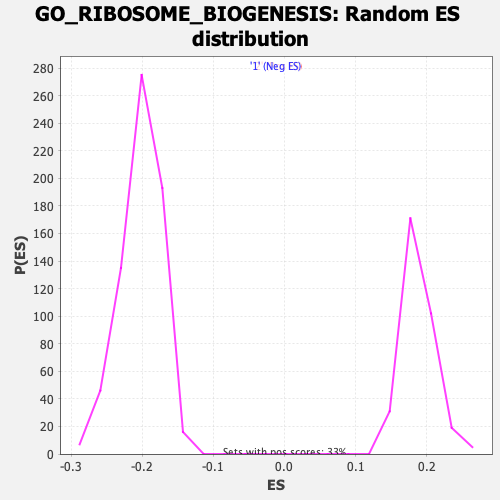 GO_RIBOSOME_BIOGENESIS: Random ES
distribution
'1' (Neg ES)
280
260
240
220
200
180
160
140
120
100
80
60
40
20
0
P(ES)
Sets with pos scores: 33%
-0.3 -0.2 -0.1 0.0 0.1 0.2
ES